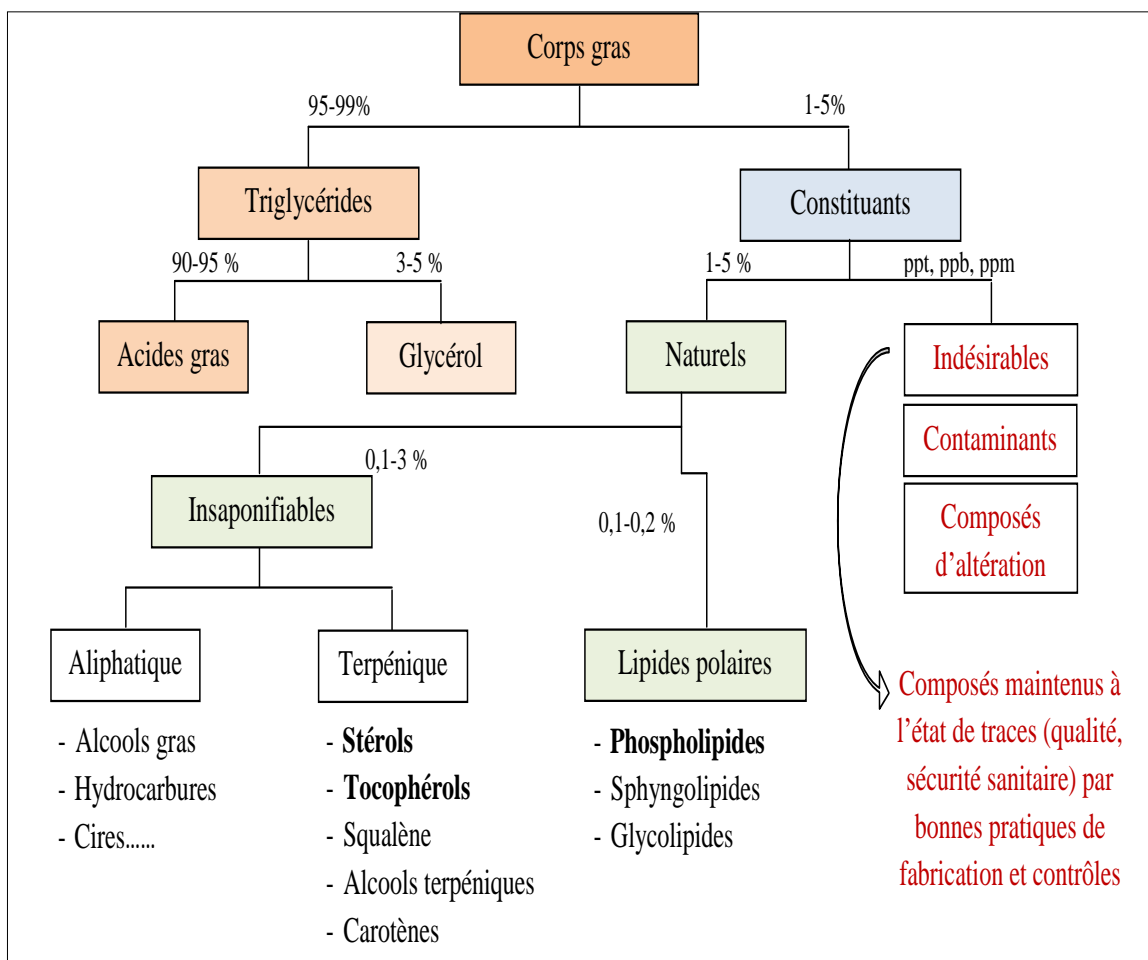 Corps gras
95-99%
1-5%
Triglycérides
Constituants
90-95 %
3-5%
1-5 %
ppt, ppb, ppm
Acides gras
Glycérol
Naturels
Indésirables
Contaminants
Composés
d’altération
0,1-3 %
Insaponifiables
0,1-0,2 %
Aliphatique
Terpénique
Lipides polaires
- Alcools gras
- Hydrocarbures
- Cires......
- Stérols
- Tocophérols
- Squalène
- Alcools terpéniques
- Carotènes
- Phospholipides
- Sphyngolipides
- Glycolipides
Composés maintenus à
l’état de traces (qualité,
sécurité sanitaire) par
bonnes pratiques de
fabrication et contrôles